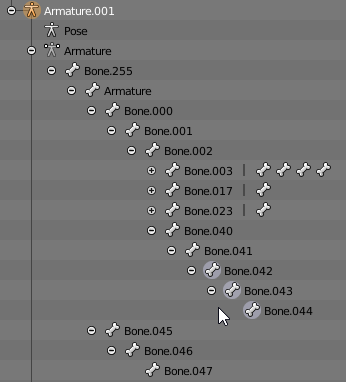 Armature.001
Pose
Armature
Bone.255
Armature
Bone.000
Bone.001
Bone.002
Bone.003
Bone.017
Bone.023
Bone.040
Bone.041
Bone.042
Bone.043
Bone.044
Bone.045
Bone.046
Bone.047